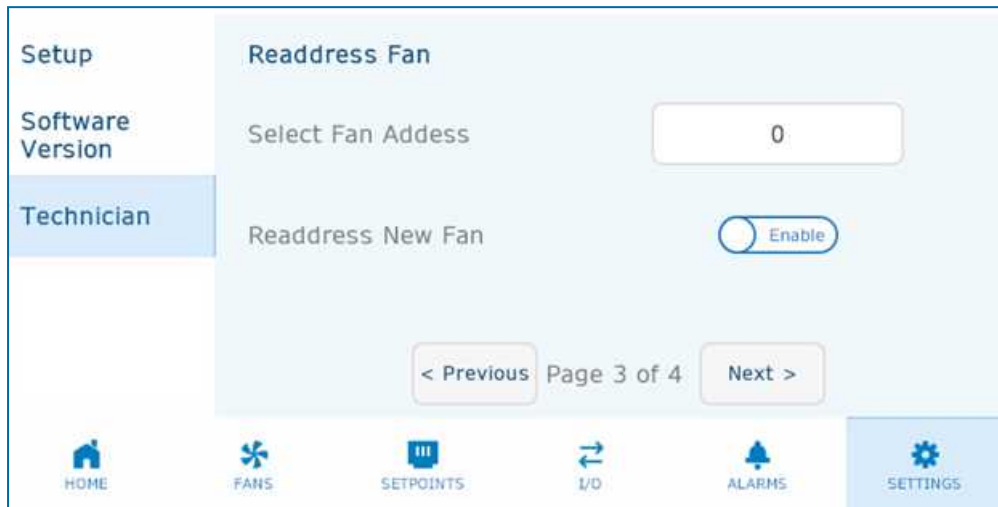 Setup
Readdress Fan
Software
Version
Select Fan Addess
0
Technician
Readdress New Fan
Enable
< Previous
Page 3 of 4
Next >
HOME
FANS
SETPOINTS
I/O
ALARMS
SETTINGS